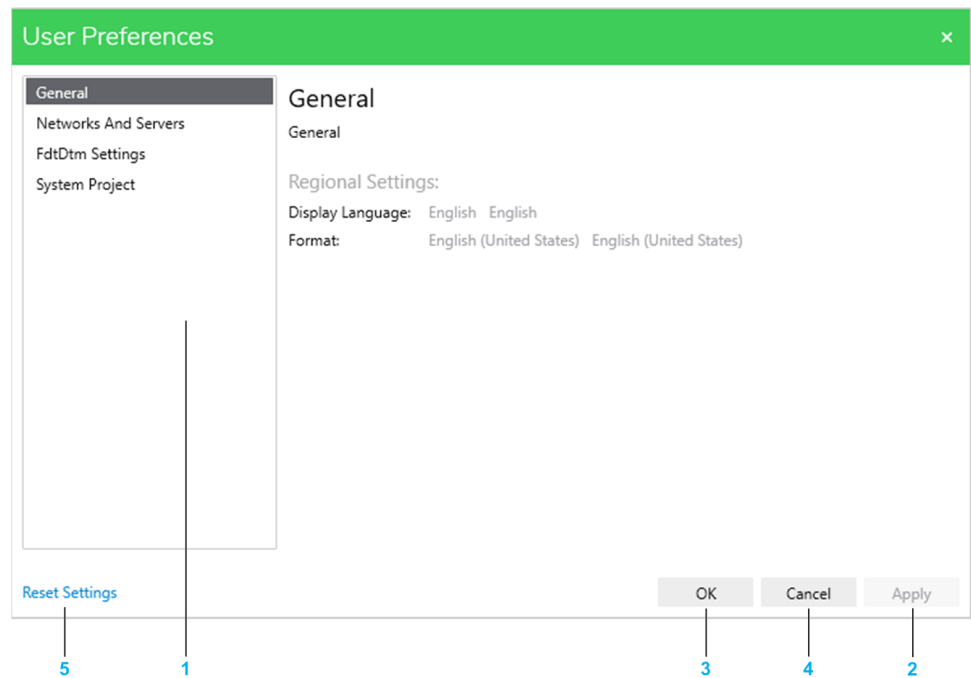 User Preferences ×
General
Networks And Servers
FdtDtm Settings
System Project
General
General
Regional Settings:
Display Language: English English
Format: English (United States) English (United States)
Reset Settings OK Cancel Apply
5 1 3 4 2